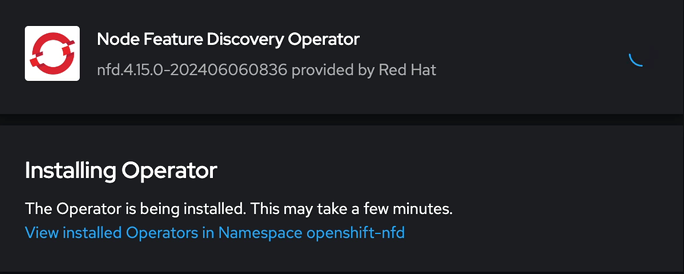 Node Feature Discovery Operator
nfd.4.15.0-202406060836 provided by Red Hat
Installing Operator
The Operator is being installed. This may take a few minutes.
View installed Operators in Namespace openshift-nfd